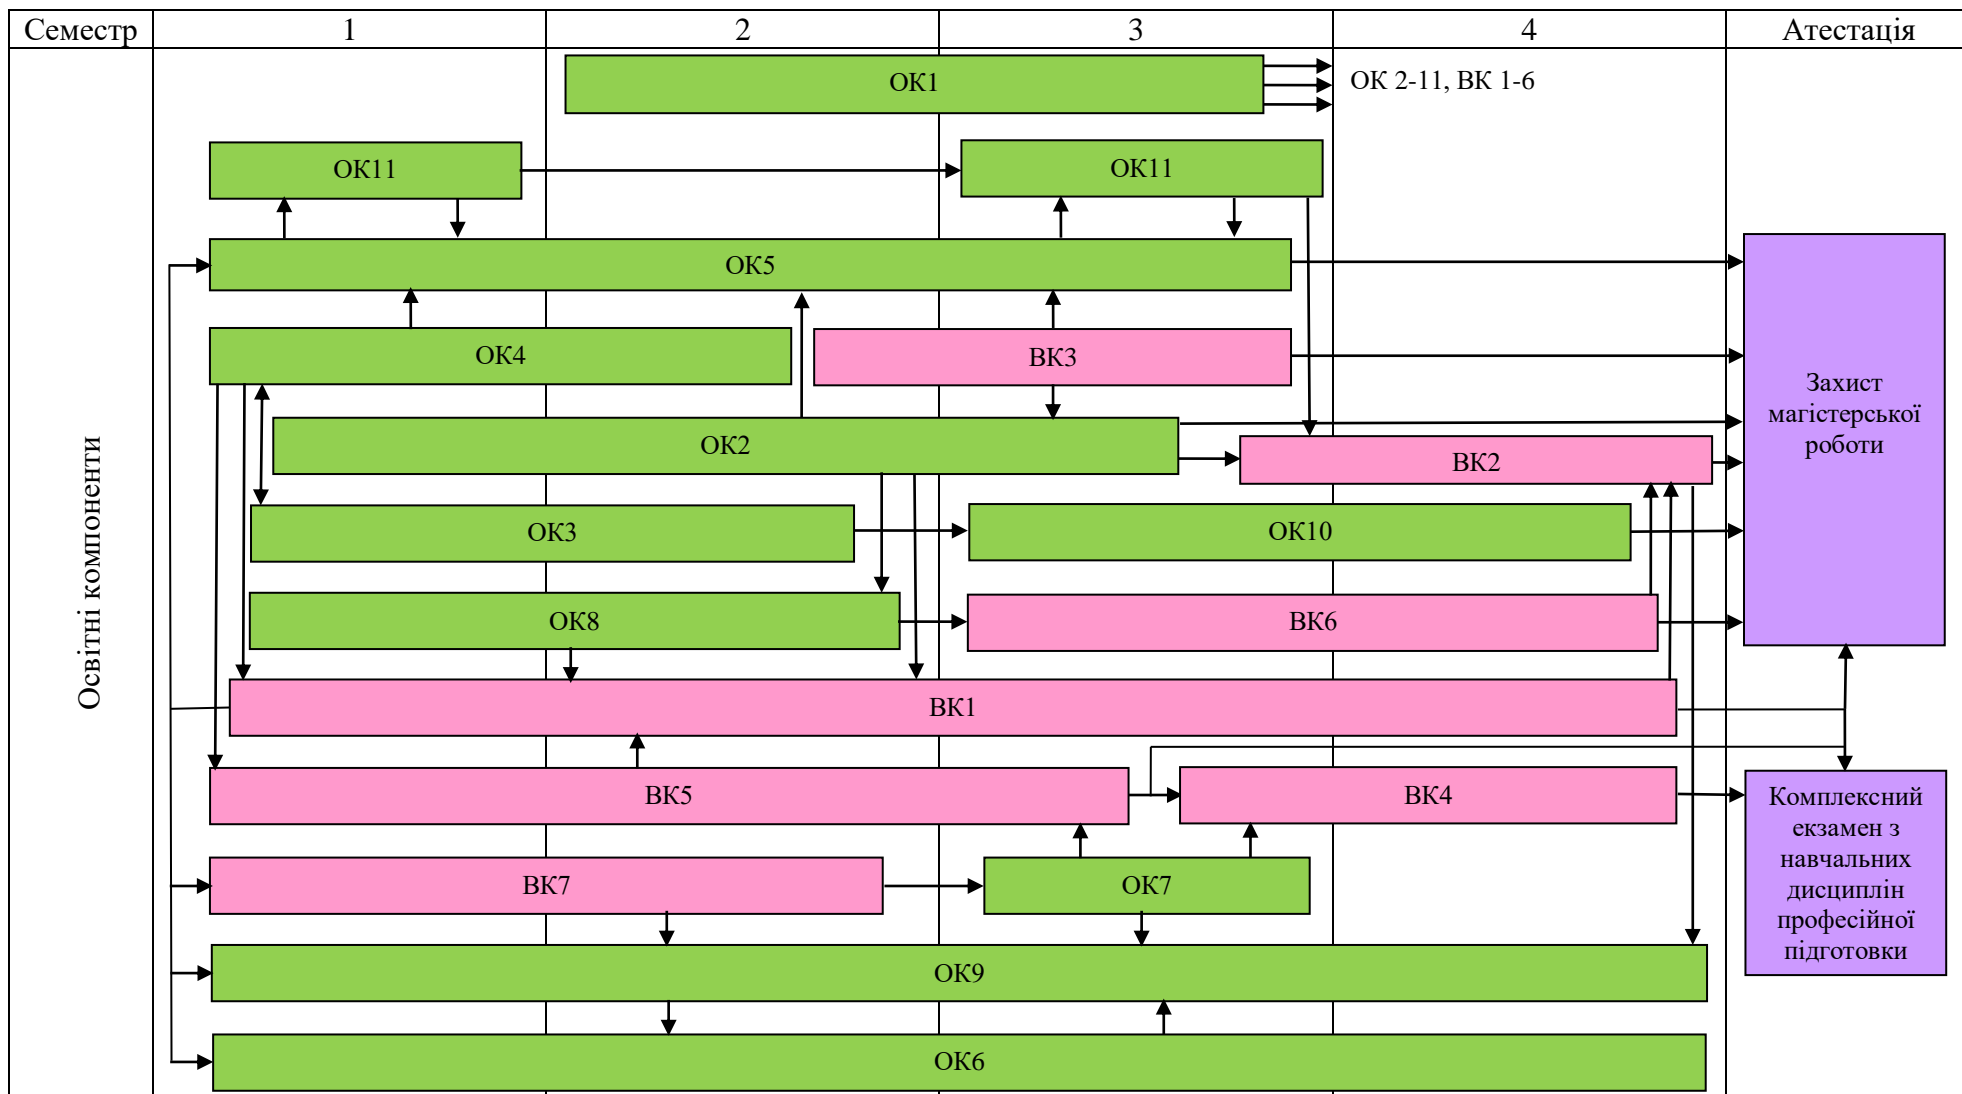 Семестр
1
2
3
4
Атестація
Освітні компоненти
ОК1
ОК 2-11, ВК 1-6
ОК11
ОК11
ОК5
ОК4
ВК3
ОК2
ВК2
ОК3
ОК10
ОК8
ВК6
ВК1
ВК5
ВК4
ВК7
ОК7
ОК9
ОК6
Захист
магістерської
роботи
Комплексний
екзамен з
навчальних
дисциплін
професійної
підготовки